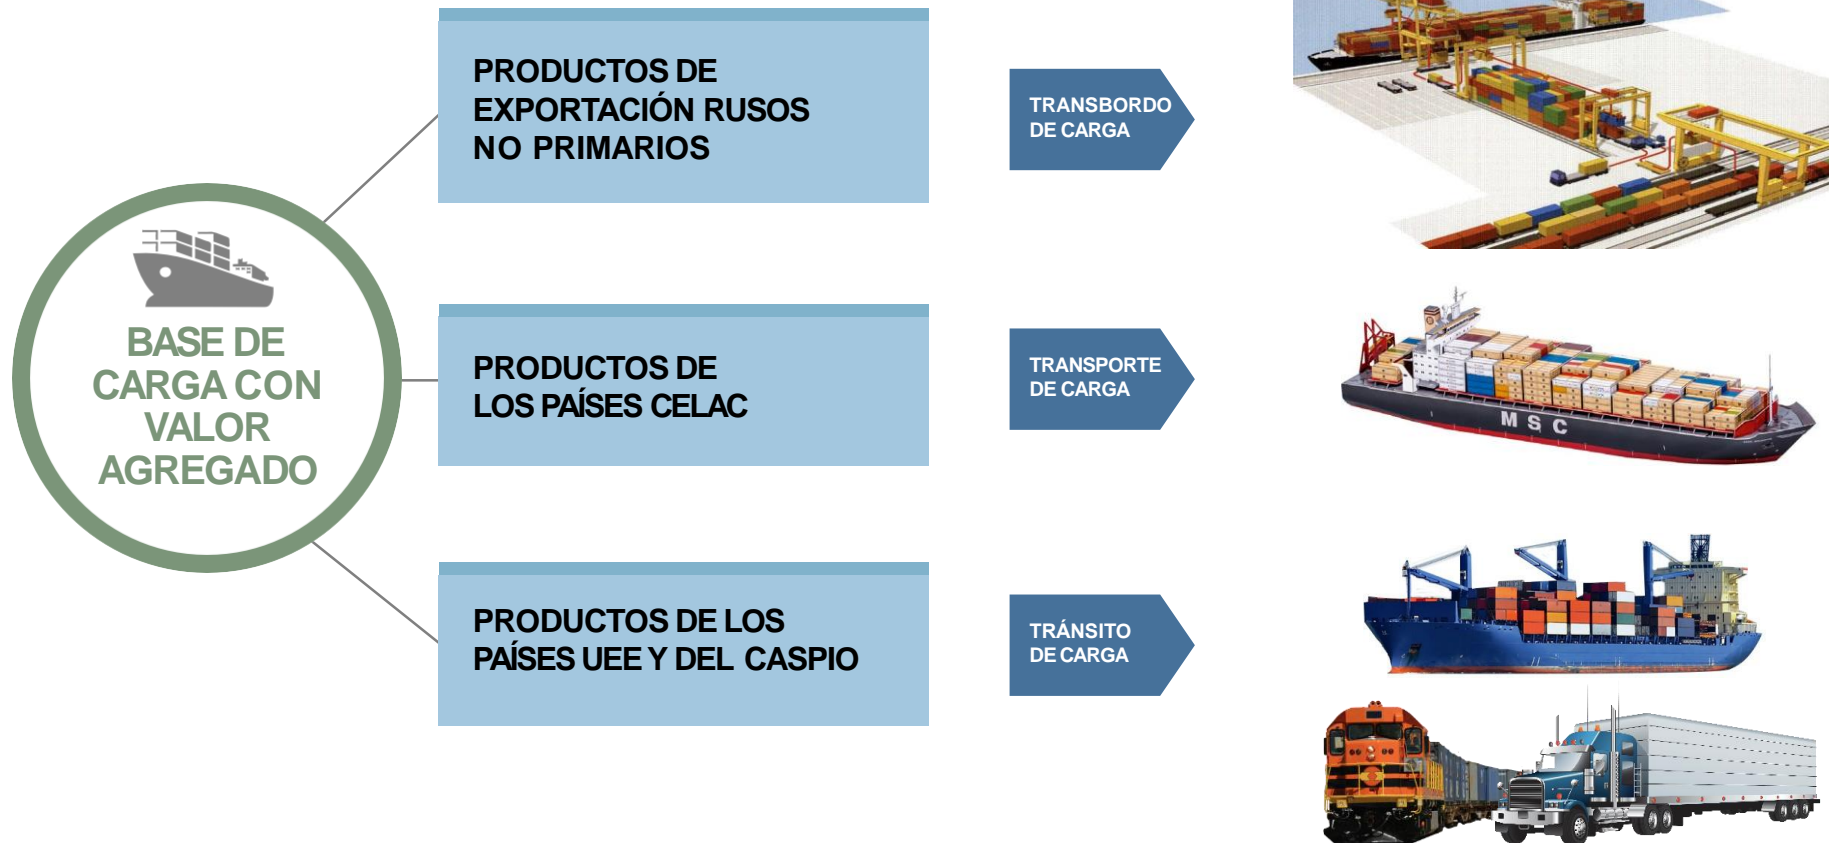 PRODUCTOS DE
EXPORTACIÓN RUSOS
NO PRIMARIOS
TRANSBORDO
DE CARGA
BASE DE
CARGA CON
VALOR
AGREGADO
PRODUCTOS DE
LOS PAÍSES CELAC
TRANSPORTE
DE CARGA
MSC
PRODUCTOS DE LOS
PAÍSES UEE Y DEL CASPIO
TRÁNSITO
DE CARGA